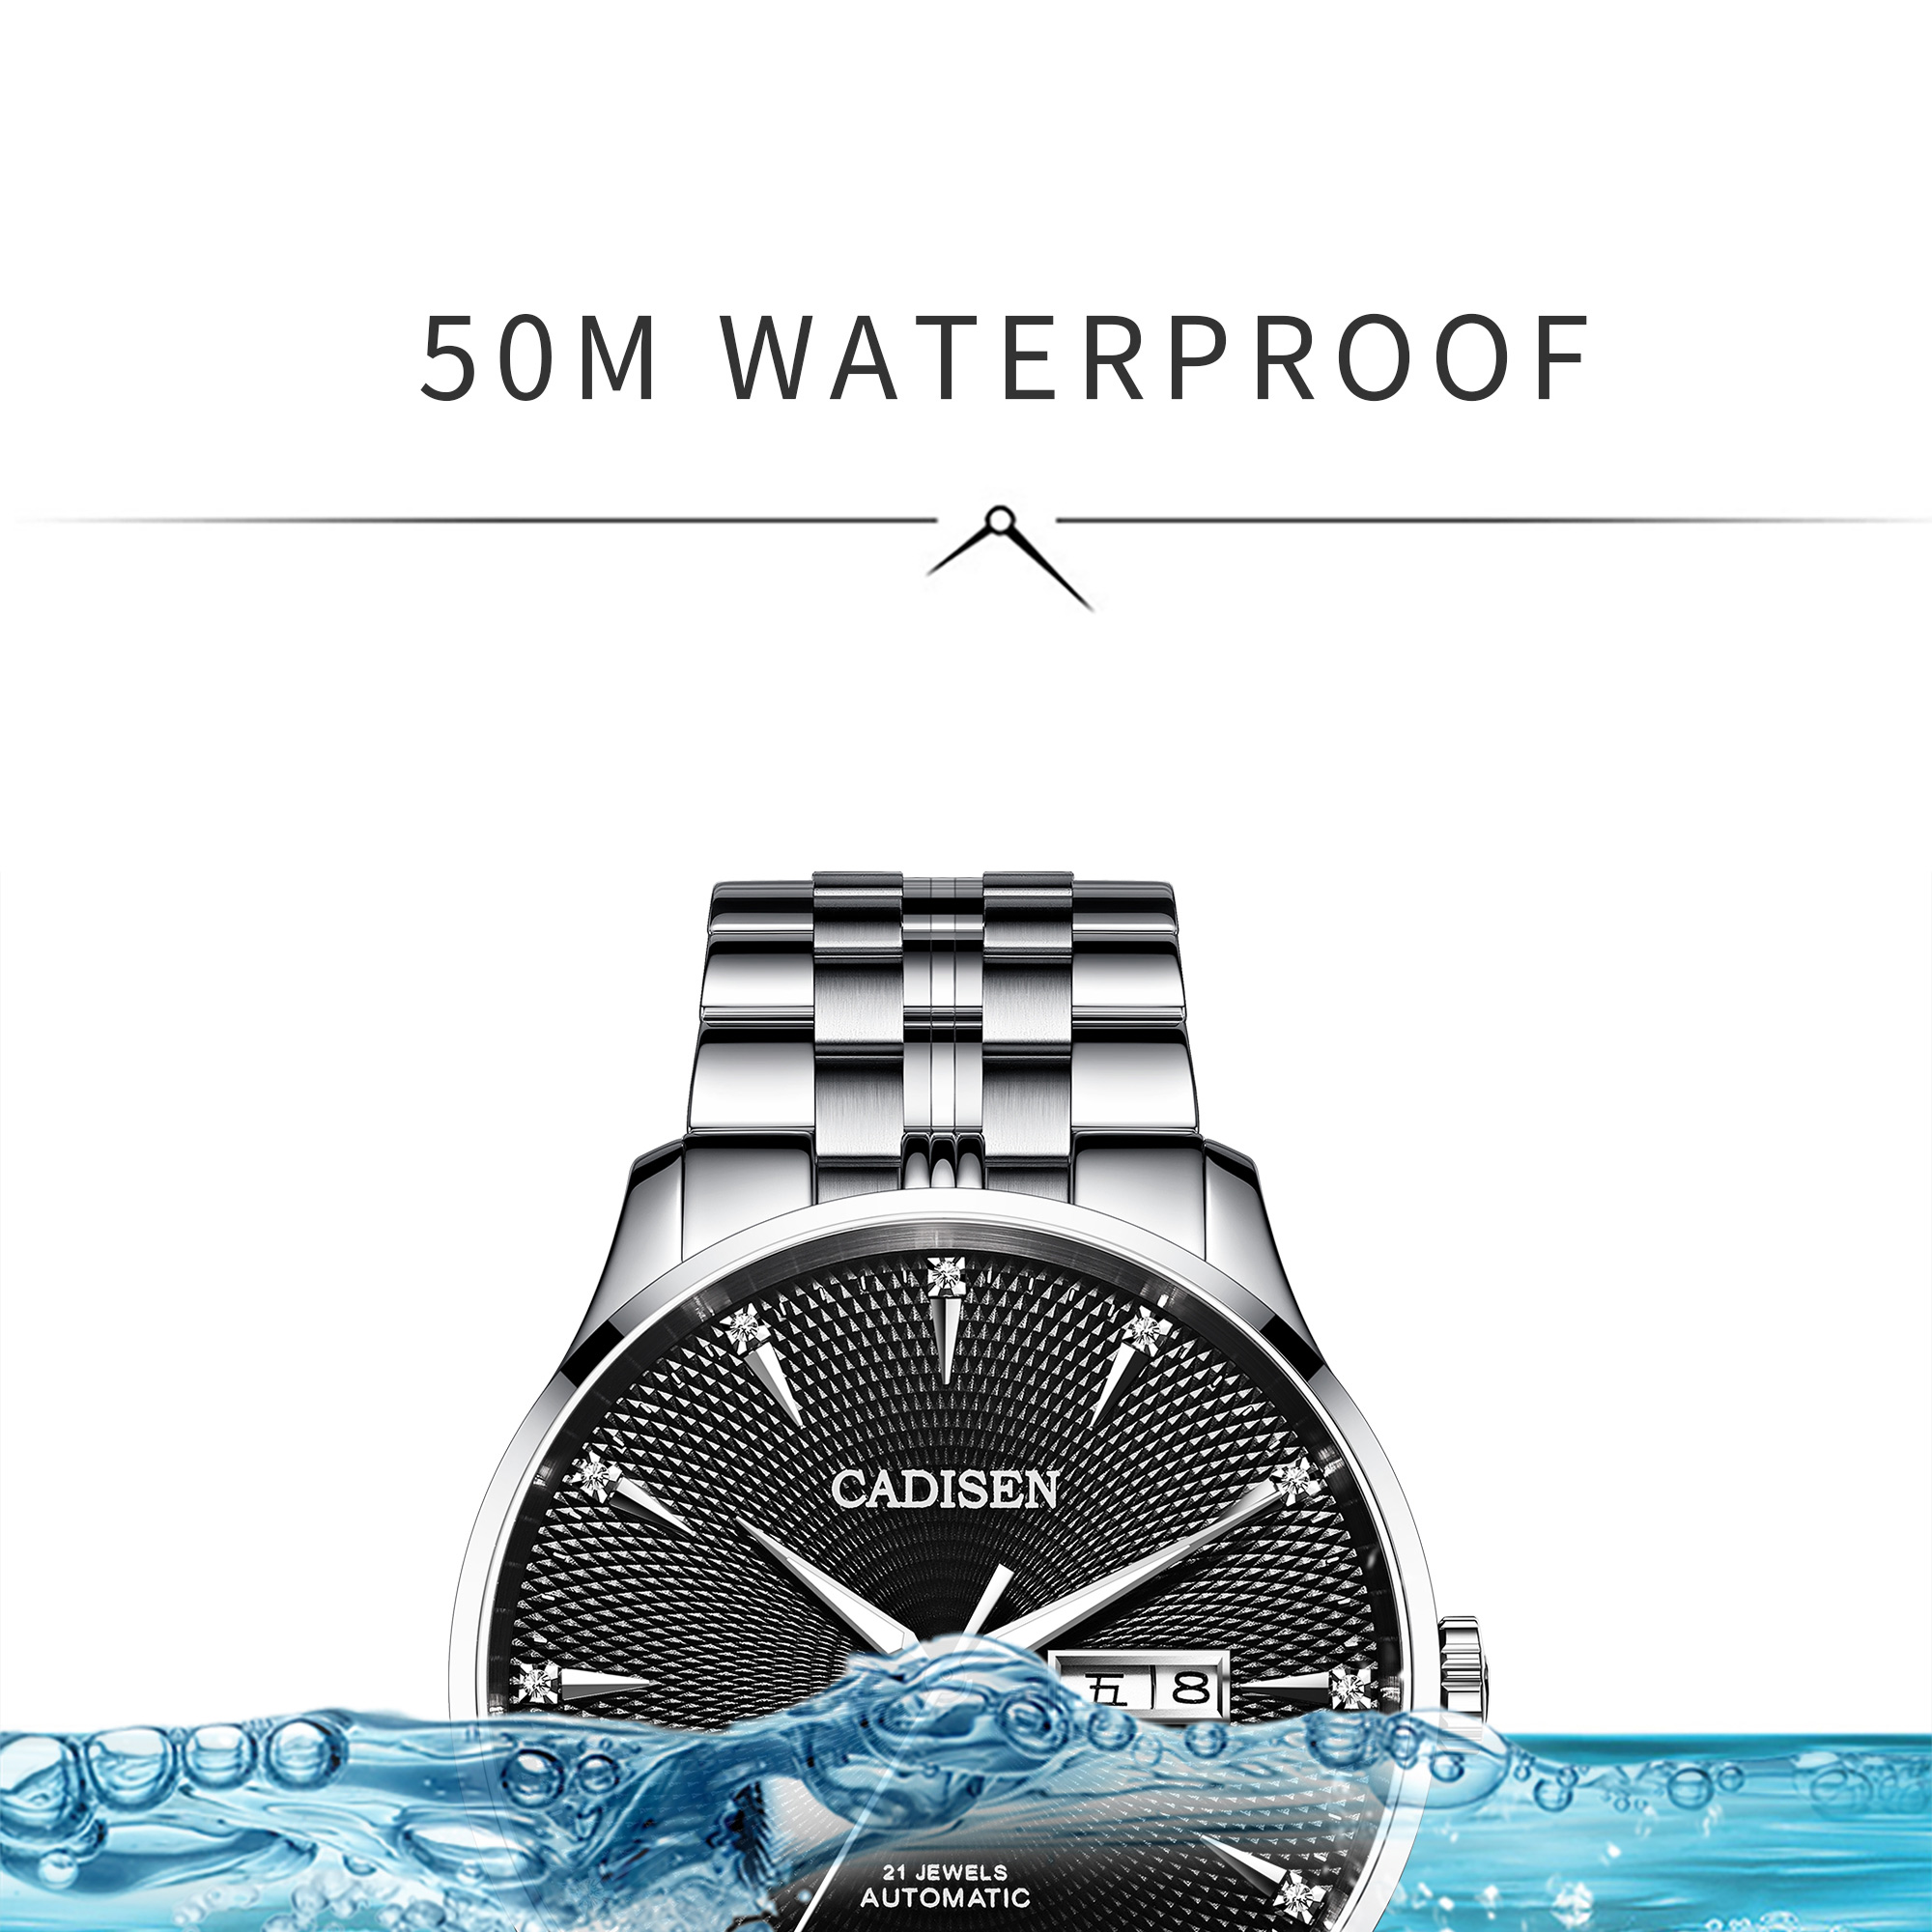 50M WATERPROOF
CADISEN
五 8
21 JEWELS
AUTOMATIC